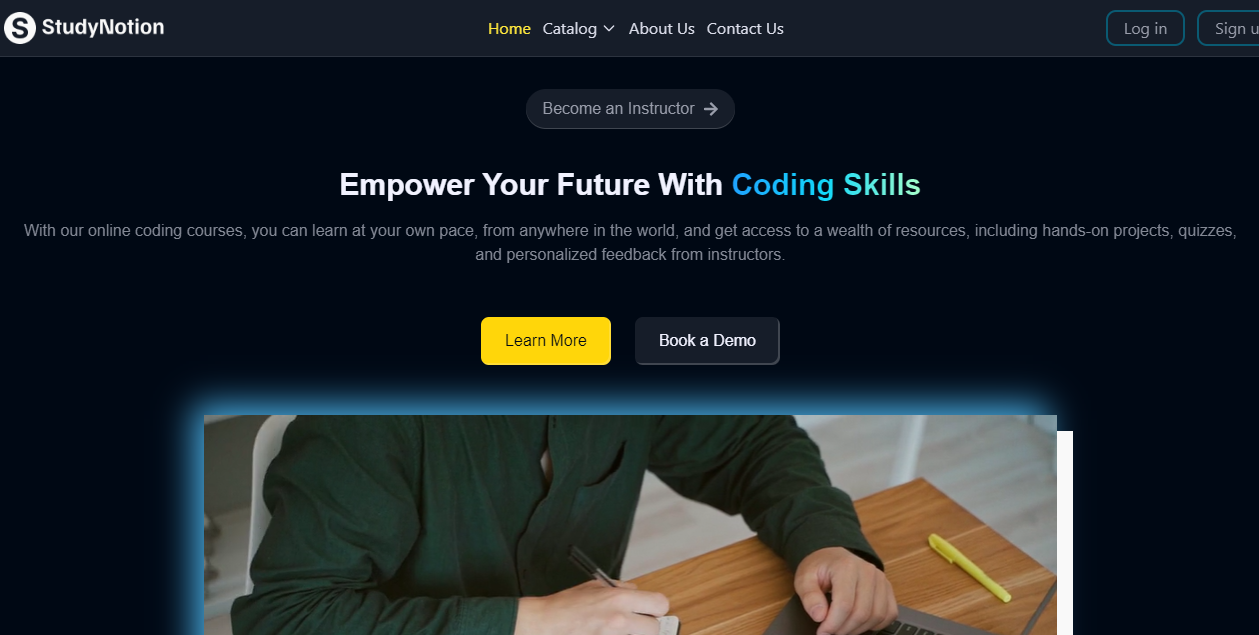 StudyNotion
Home Catalog About Us Contact Us
Log in Sign u
Become an Instructor
Empower Your Future With Coding Skills
With our online coding courses, you can learn at your own pace, from anywhere in the world, and get access to a wealth of resources, including hands-on projects, quizzes,
and personalized feedback from instructors.
Learn More Book a Demo